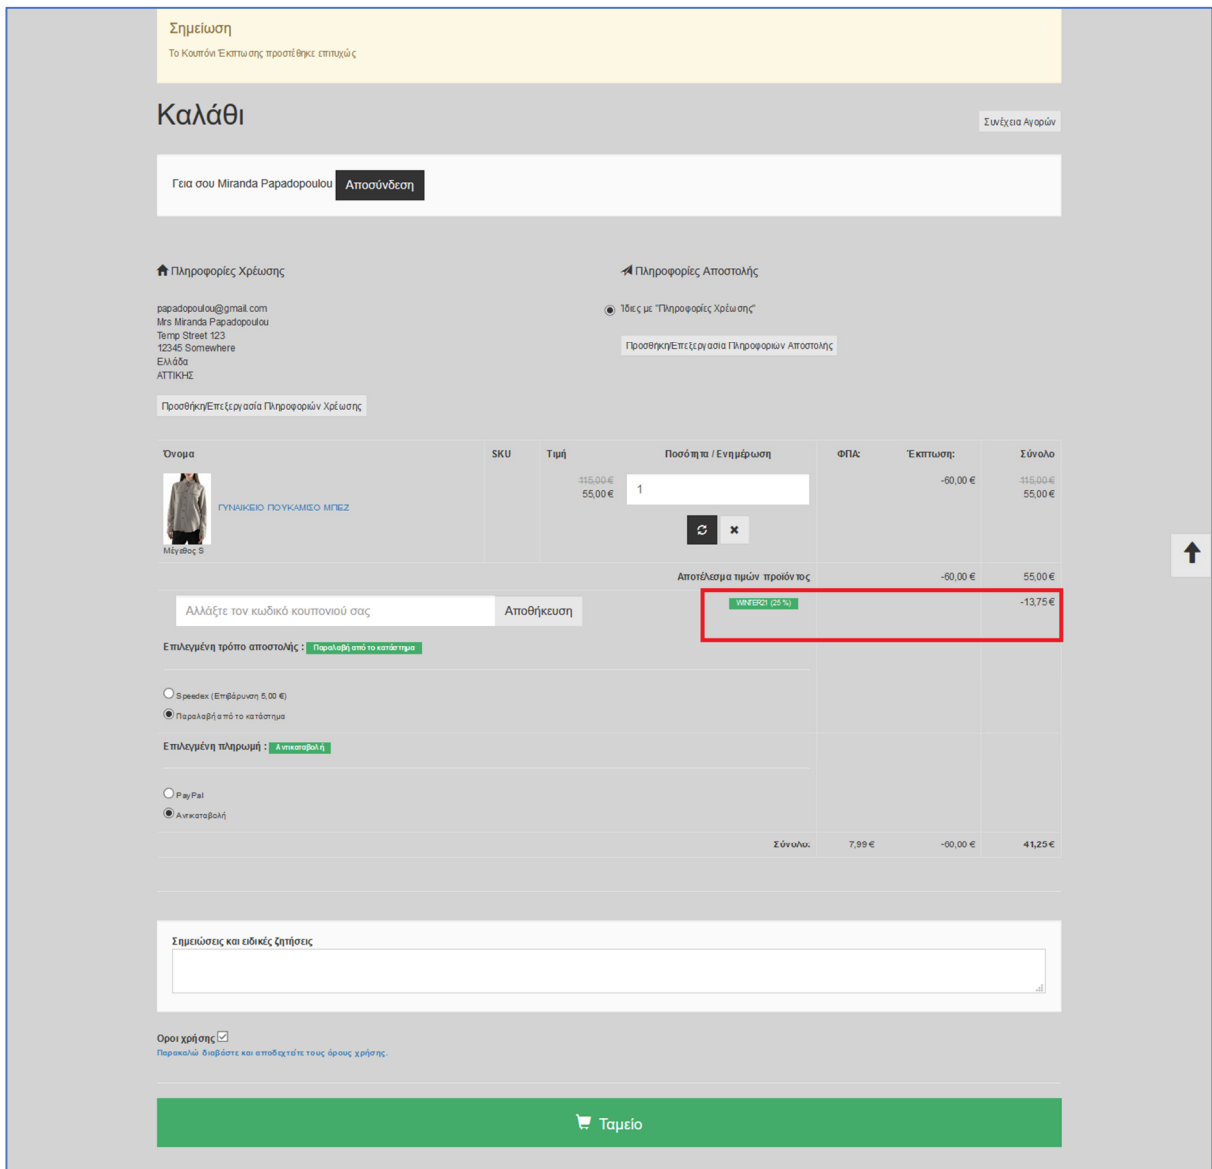 Σημείωση
Το Κουπόνι Έκπτωσης προστέθηκε επιτυχώς
Καλάθι
Συνέχεια Αγορών
Γεια σου Miranda Papadopoulou Αποσύνδεση
Πληροφορίες Χρέωσης
Πληροφορίες Αποστολής
papadopoulou@gmail.com
Mrs Miranda Papadopoulou
Temp Street 123
12345 Somewhere
Ελλάδα
ΑΤΤΙΚΗΣ
Ίδιες με "Πληροφορίες Χρέωσης"
Προσθήκη/Επεξεργασία Πληροφοριών Αποστολής
Προσθήκη/Επεξεργασία Πληροφοριών Χρέωσης
Όνομα SKU Τιμή Ποσότητα / Ενημέρωση ΦΠΑ: Έκπτωση: Σύνολο
115,00 € 1 -60,00 € 115,00 €
55,00 € 55,00 €
ΓΥΝΑΙΚΕΙΟ ΠΟΥΚΑΜΙΣΟ ΜΠΕΖ
Μέγεθος S
Αποτέλεσμα τιμών προϊόντος -60,00 € 55,00 €
Αλλάξτε τον κωδικό κουπονιού σας Αποθήκευση WINTER21 (25 %) -13,75 €
Επιλεγμένη τρόπο αποστολής : Παραλαβή από το κατάστημα
Speedex (Επιβάρυνση 5,00 €)
Παραλαβή από το κατάστημα
Επιλεγμένη πληρωμή : Αντικαταβολή
PayPal
Αντικαταβολή
Σύνολο: 7,99 € -60,00 € 41,25 €
Σημειώσεις και ειδικές ζητήσεις
Οροι χρήσης
Παρακαλώ διαβάστε και αποδεχτείτε τους όρους χρήσης.
Ταμείο